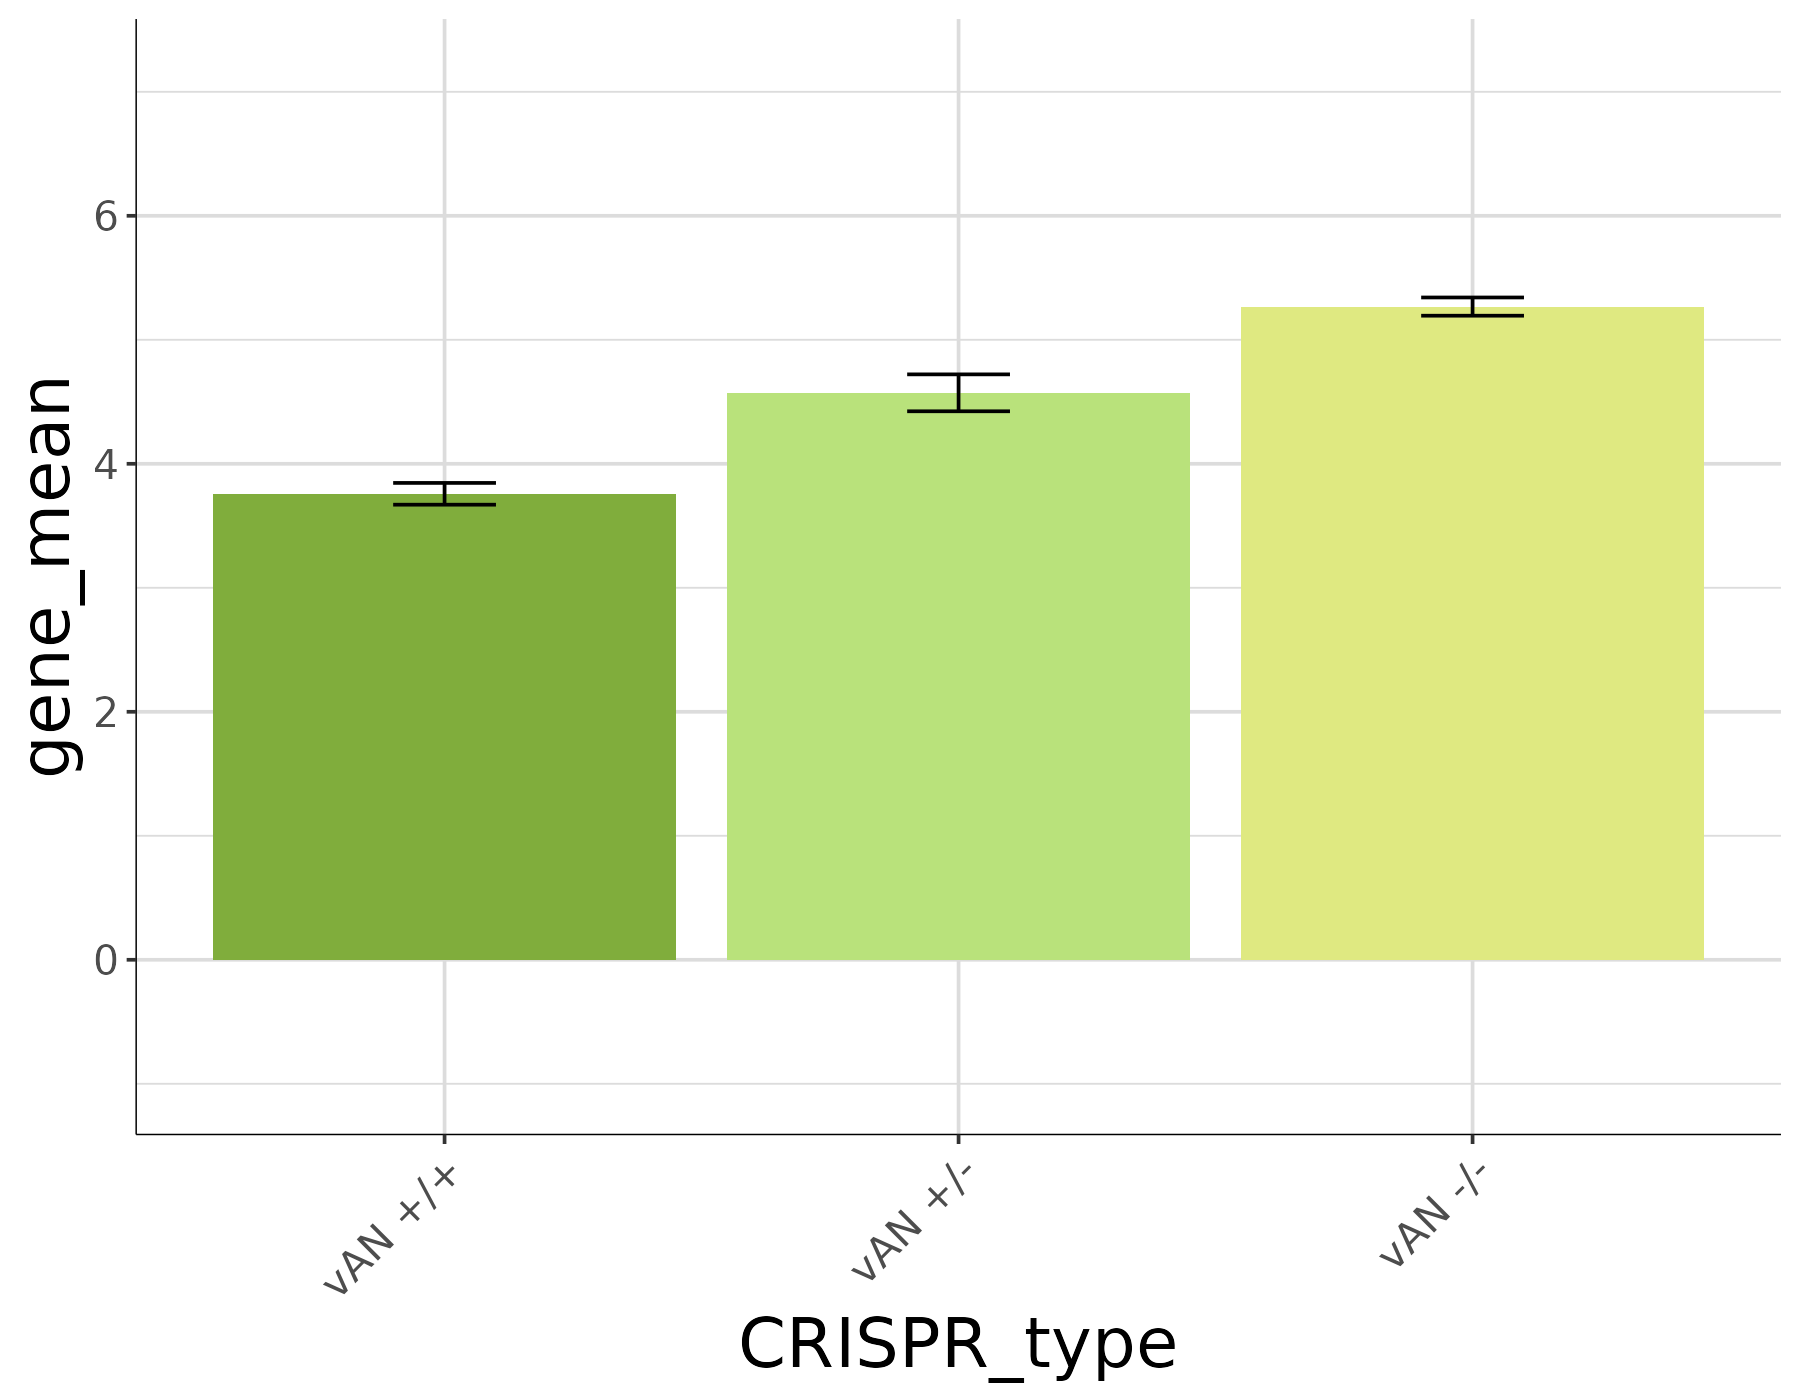 gene_mean
6
4
2
0
vAN +/+
vAN +/-
vAN -/-
CRISPR_type